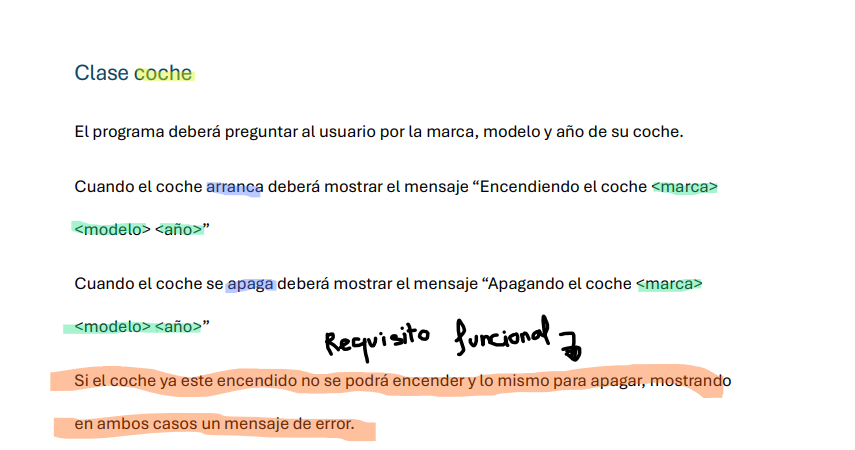 Clase coche
El programa deberá preguntar al usuario por la marca, modelo y año de su coche.
Cuando el coche arranca deberá mostrar el mensaje “Encendiendo el coche <marca>
<modelo> <año>”
Cuando el coche se apaga deberá mostrar el mensaje “Apagando el coche <marca>
<modelo> <año>”
Requisito funcional
Si el coche ya este encendido no se podrá encender y lo mismo para apagar, mostrando
en ambos casos un mensaje de error.